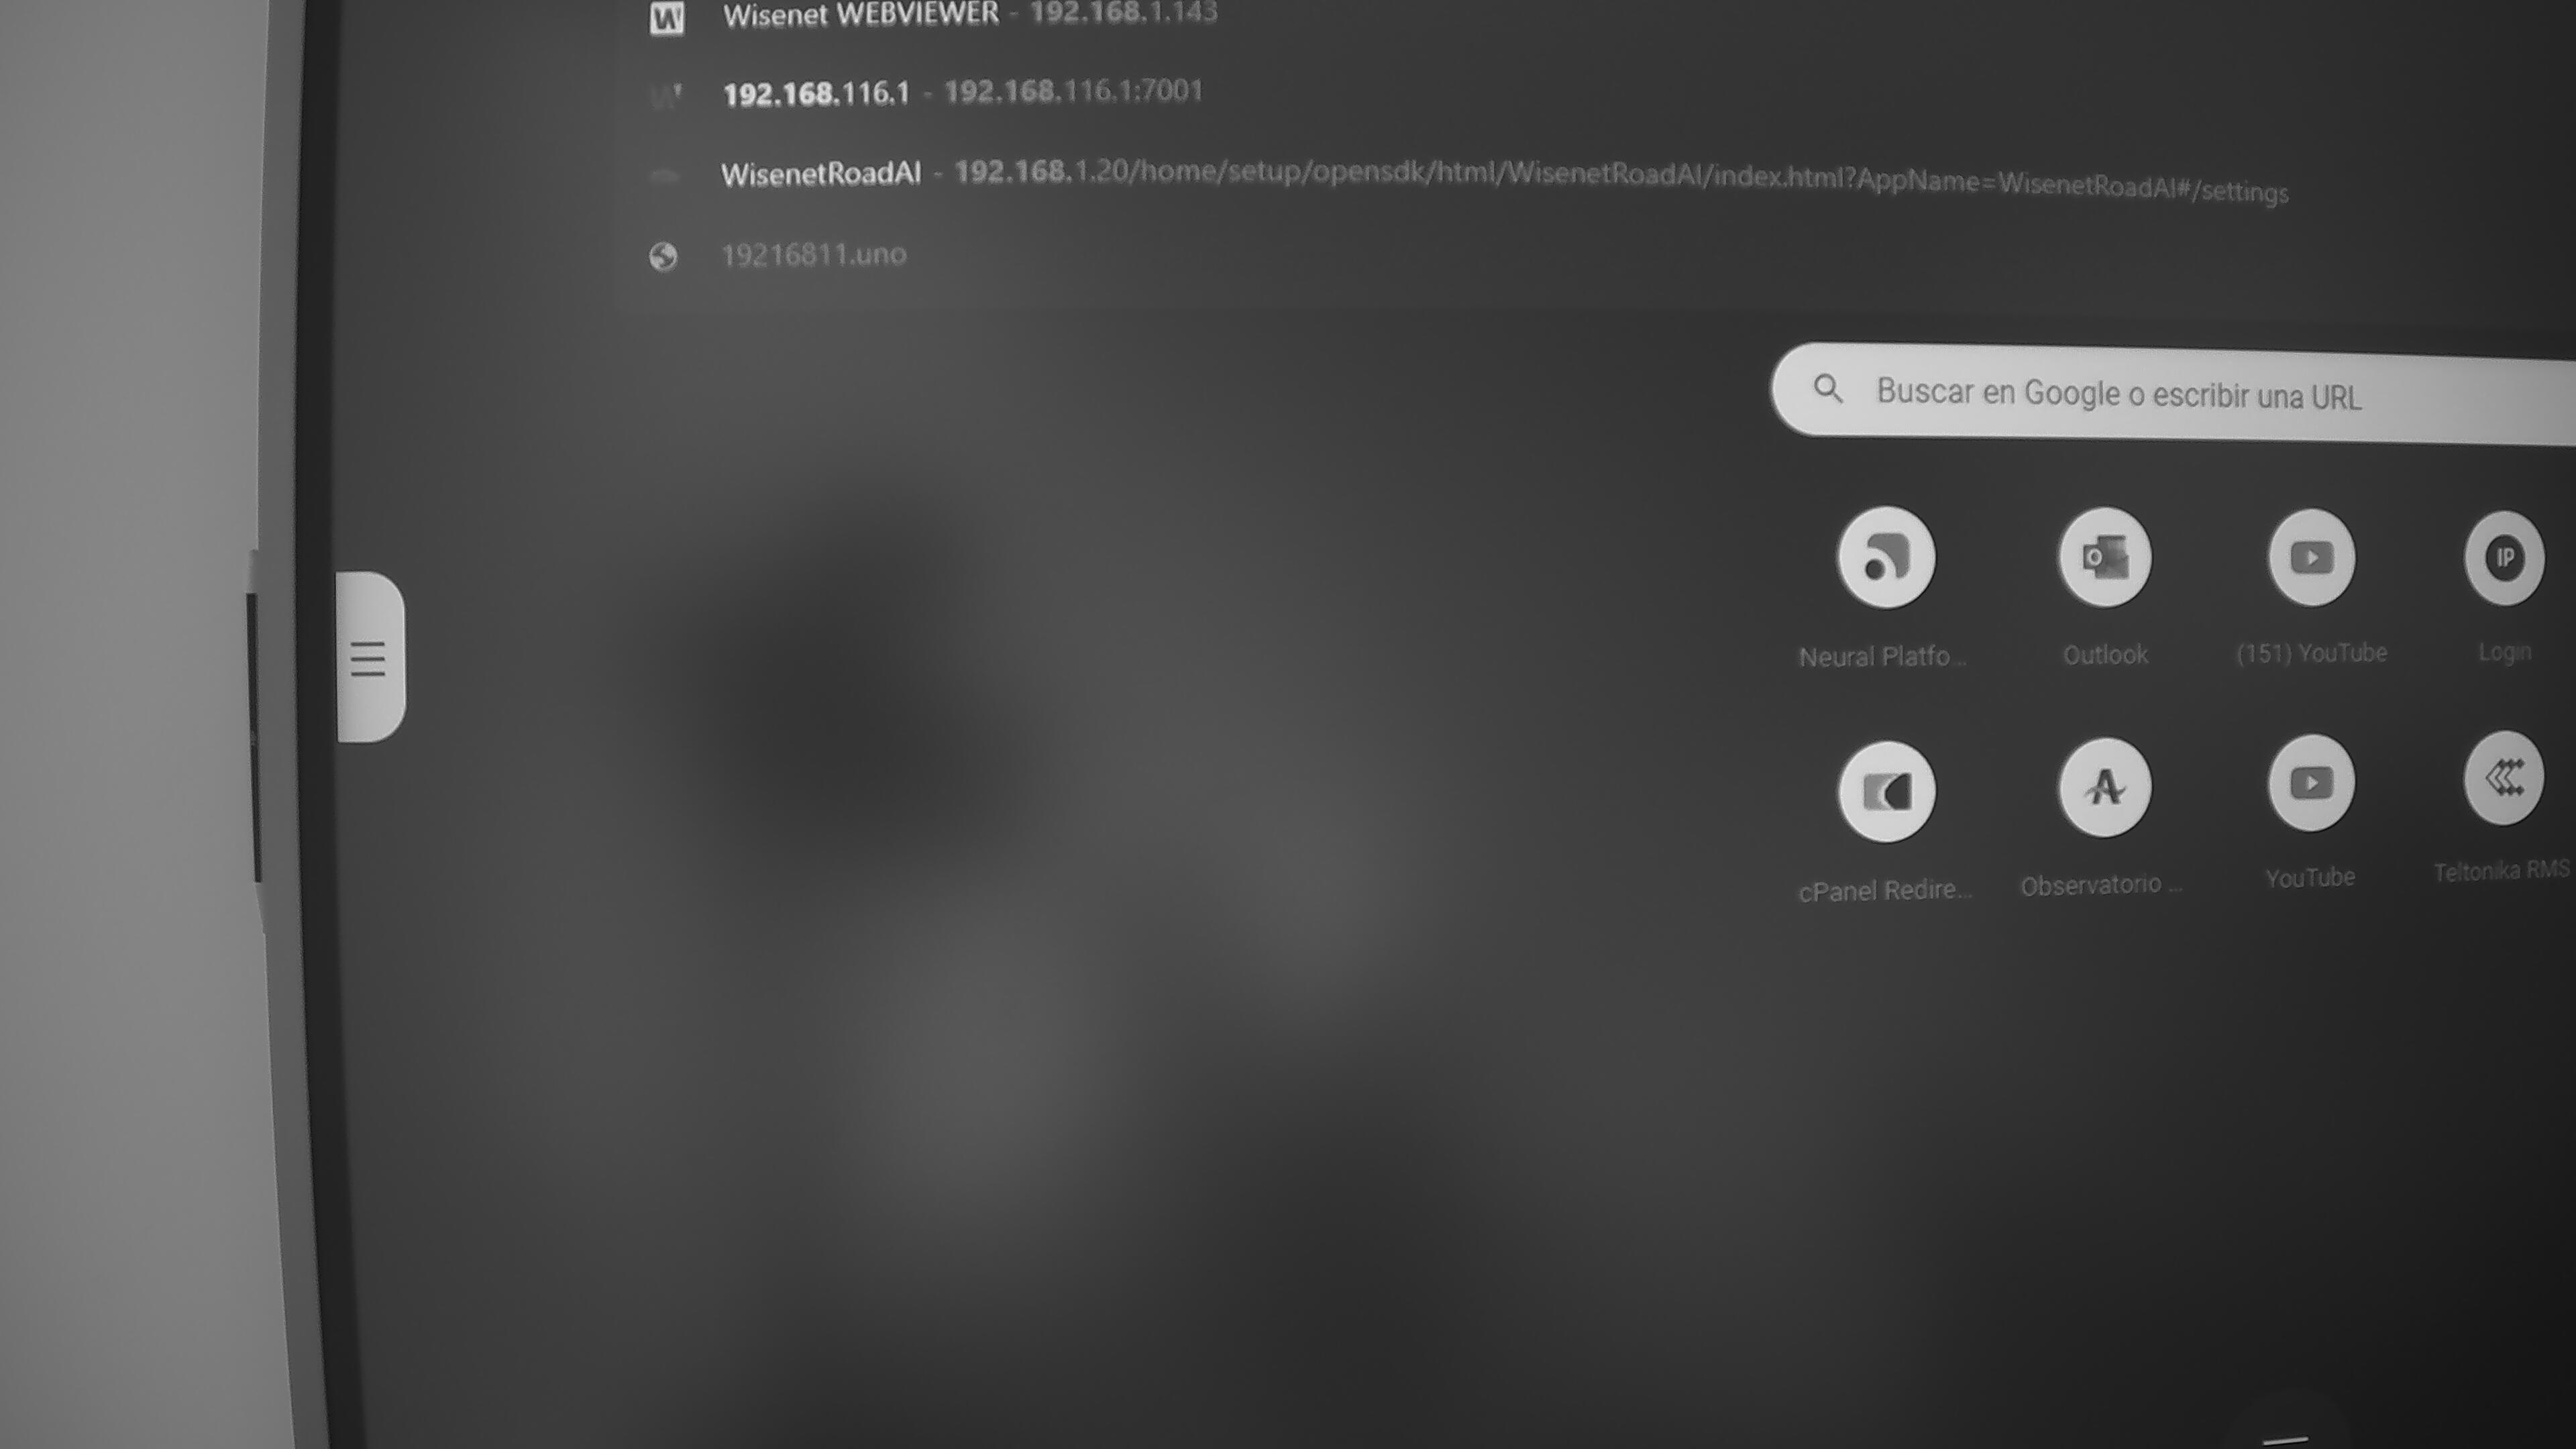 W Wisenet WEBVIEWER - 192.168.1.143
W 192.168.116.1 - 192.168.116.1:7001
WisenetRoadAI - 192.168.1.20/home/setup/opensdk/html/WisenetRoadAI/index.html?AppName=WisenetRoadAI#/settings
19216811.uno
Buscar en Google o escribir una URL
O IP
Neural Platfo... Outlook (151) YouTube Login
A
cPanel Redire... Observatorio ... YouTube Teltonika RMS